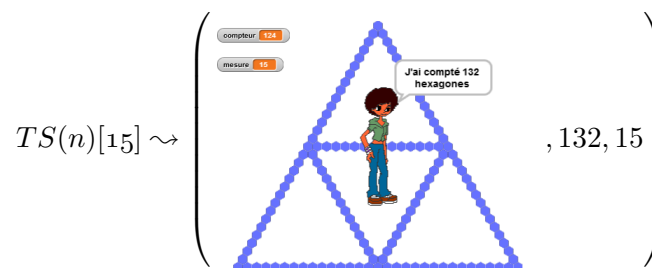 compteur 124
mesure 15
J'ai compté 132
hexagones
TS(n)[15] ⤳ ( , 132, 15 )